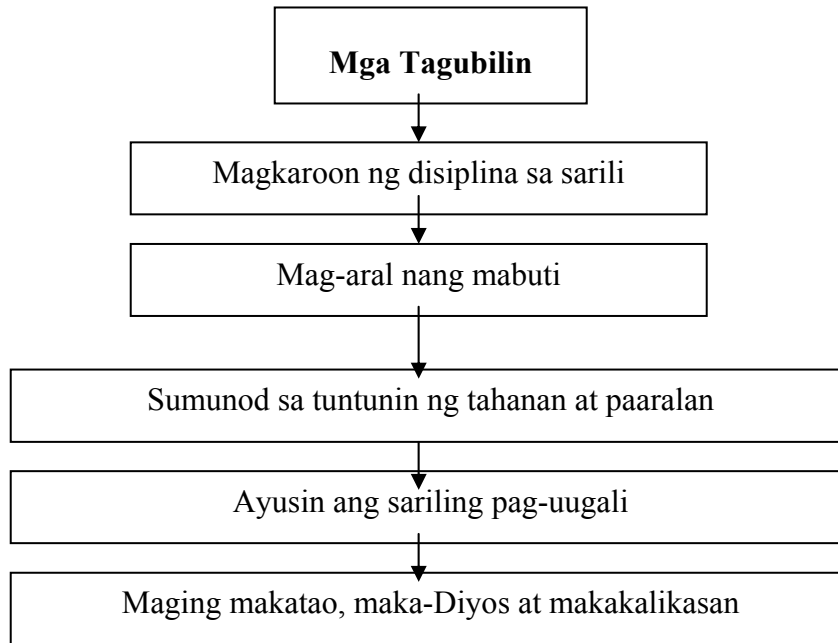 Mga Tagubilin
Magkaroon ng disiplina sa sarili
Mag-aral nang mabuti
Sumunod sa tuntunin ng tahanan at paaralan
Ayusin ang sariling pag-uugali
Maging makatao, maka-Diyos at makakalikasan